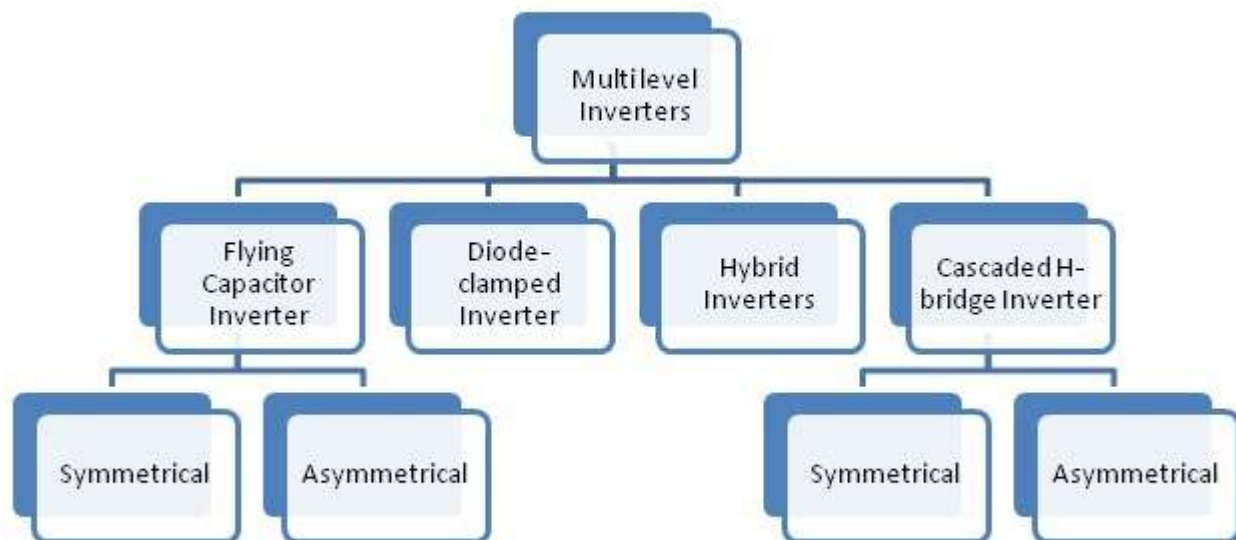 Multilevel
Inverters
Flying
Capacitor
Inverter
Diode-
clamped
Inverter
Hybrid
Inverters
Cascaded H-
bridge Inverter
Symmetrical
Asymmetrical
Symmetrical
Asymmetrical